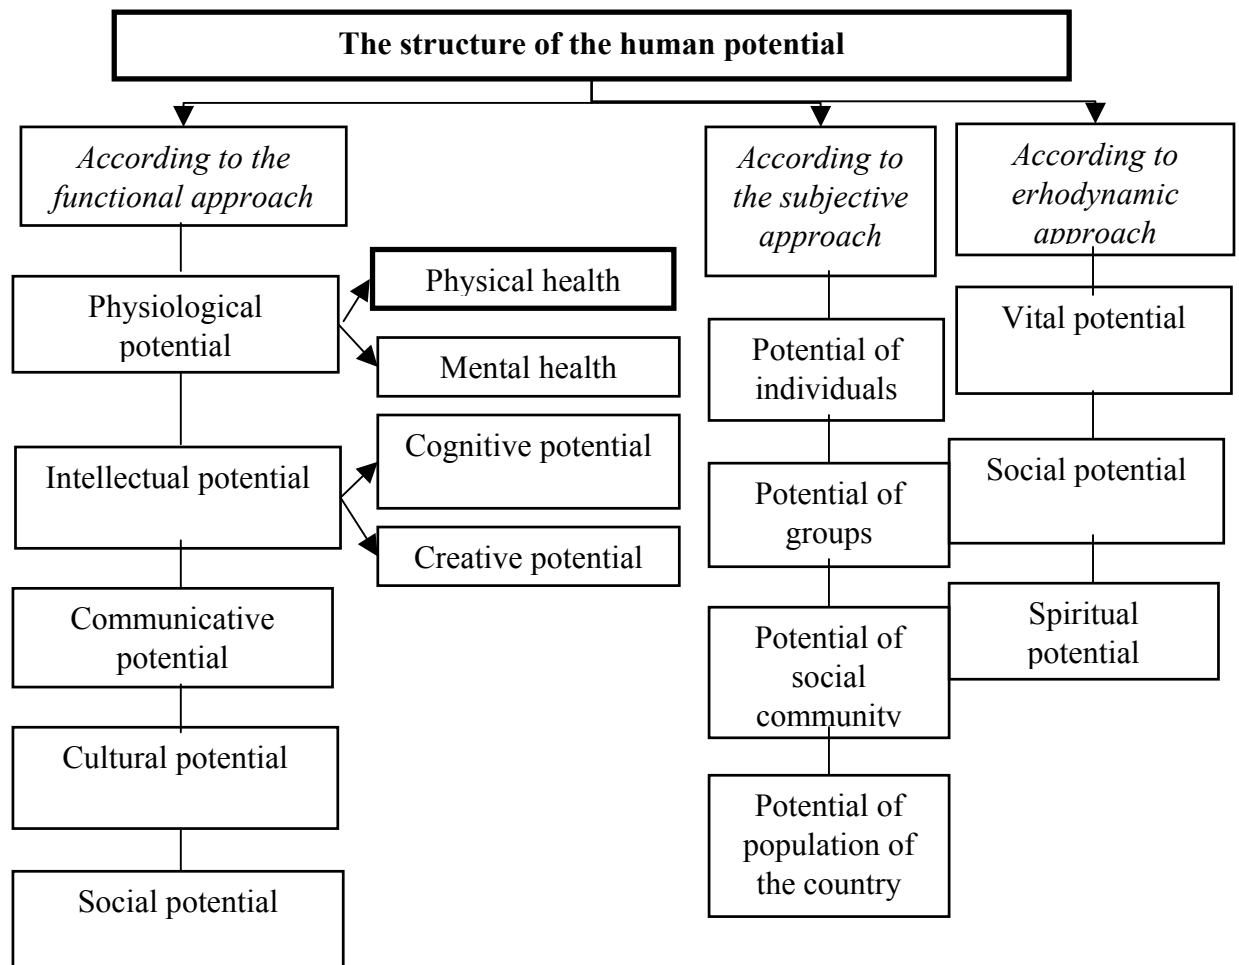 The structure of the human potential
According to the
functional approach
Physiological
potential
Physical health
Mental health
Intellectual potential
Cognitive potential
Creative potential
Communicative
potential
Cultural potential
Social potential
According to
the subjective
approach
Potential of
individuals
Potential of
groups
Potential of
social
community
Potential of
population of
the country
According to
erhodynamic
approach
Vital potential
Social potential
Spiritual
potential